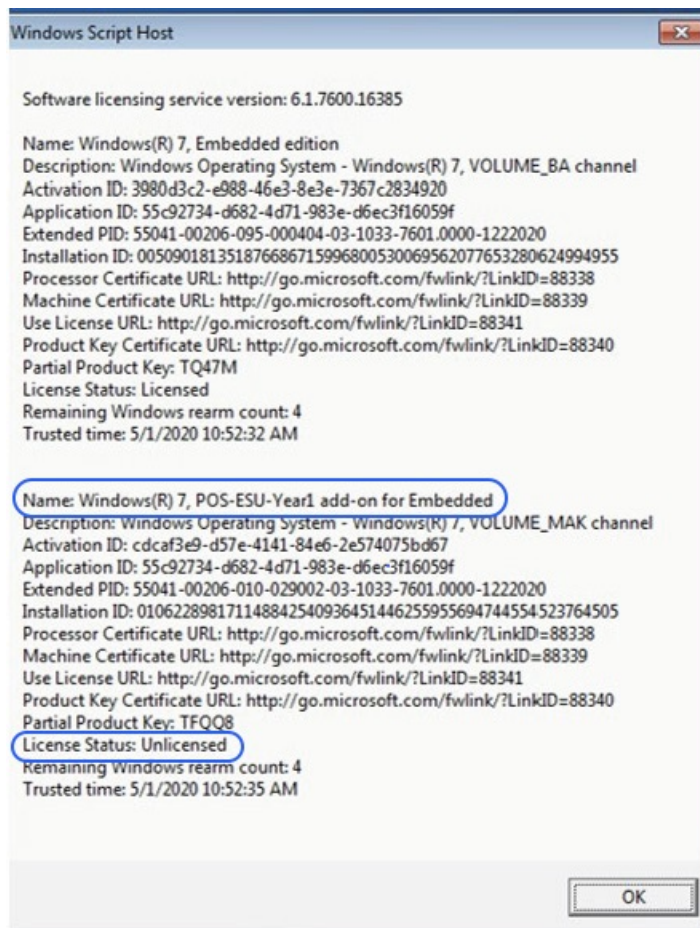 Windows Script Host
Software licensing service version: 6.1.7600.16385
Name: Windows(R) 7, Embedded edition
Description: Windows Operating System - Windows(R) 7, VOLUME_BA channel
Activation ID: 3980d3c2-e988-46e3-8e3e-7367c2834920
Application ID: 55c92734-d682-4d71-983e-d6ec3f16059f
Extended PID: 55041-00206-095-000404-03-1033-7601.0000-1222020
Installation ID: 005090181351876686715996800530069562077653280624994955
Processor Certificate URL: http://go.microsoft.com/fwlink/?LinkID=88338
Machine Certificate URL: http://go.microsoft.com/fwlink/?LinkID=88339
Use License URL: http://go.microsoft.com/fwlink/?LinkID=88341
Product Key Certificate URL: http://go.microsoft.com/fwlink/?LinkID=88340
Partial Product Key: TQ47M
License Status: Licensed
Remaining Windows rearm count: 4
Trusted time: 5/1/2020 10:52:32 AM
Name: Windows(R) 7, POS-ESU-Year1 add-on for Embedded
Description: Windows Operating System - Windows(R) 7, VOLUME_MAK channel
Activation ID: cdcaf3e9-d57e-4141-84e6-2e574075bd67
Application ID: 55c92734-d682-4d71-983e-d6ec3f16059f
Extended PID: 55041-00206-010-029002-03-1033-7601.0000-1222020
Installation ID: 010622898171148842540936451446255955694744554523764505
Processor Certificate URL: http://go.microsoft.com/fwlink/?LinkID=88338
Machine Certificate URL: http://go.microsoft.com/fwlink/?LinkID=88339
Use License URL: http://go.microsoft.com/fwlink/?LinkID=88341
Product Key Certificate URL: http://go.microsoft.com/fwlink/?LinkID=88340
Partial Product Key: TFQQ8
License Status: Unlicensed
Remaining Windows rearm count: 4
Trusted time: 5/1/2020 10:52:35 AM
OK